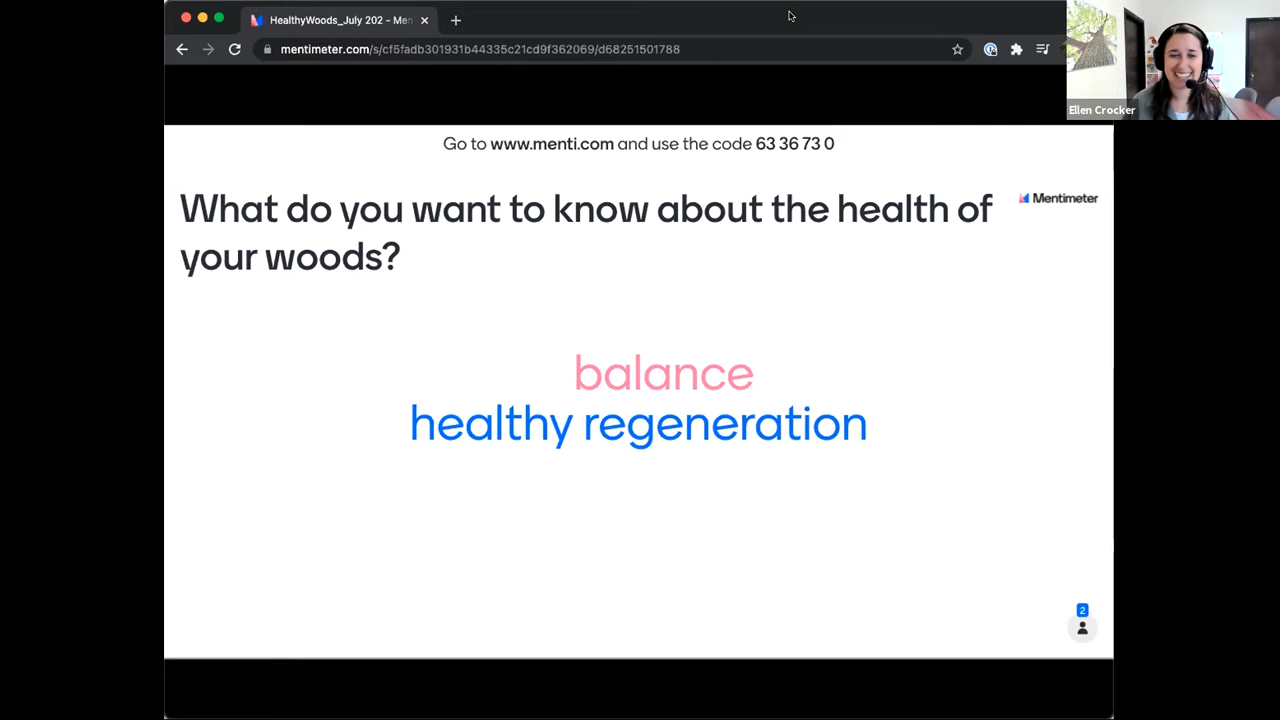 HealthyWoods_July 202 - Men
mentimeter.com/s/cf5fadb301931b44335c21cd9f362069/d68251501788
Ellen Crocker
Go to www.menti.com and use the code 63 36 73 0
What do you want to know about the health of
your woods?
Mentimeter
balance
healthy regeneration
2